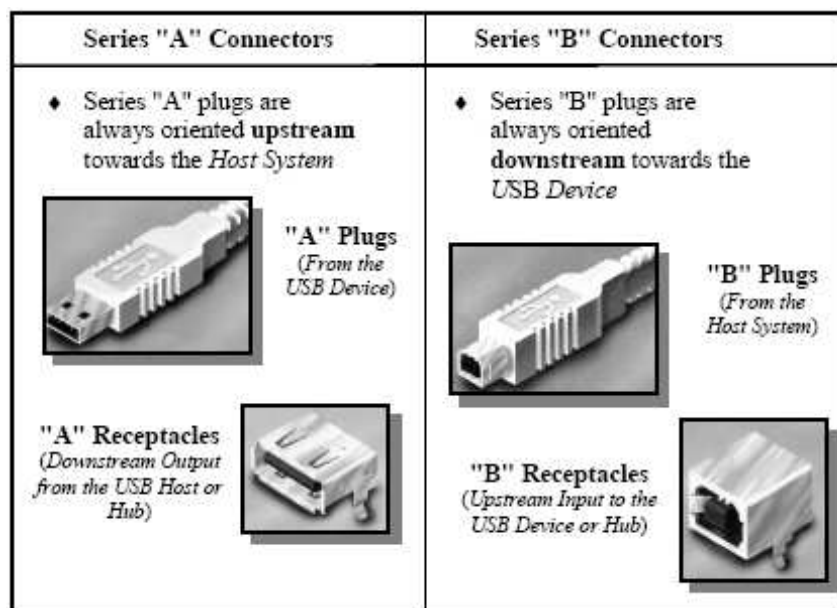 Series "A" Connectors
♦ Series "A" plugs are
always oriented upstream
towards the Host System
"A" Plugs
(From the
USB Device)
"A" Receptacles
(Downstream Output
from the USB Host or
Hub)
Series "B" Connectors
♦ Series "B" plugs are
always oriented
downstream towards the
USB Device
"B" Plugs
(From the
Host System)
"B" Receptacles
(Upstream Input to the
USB Device or Hub)